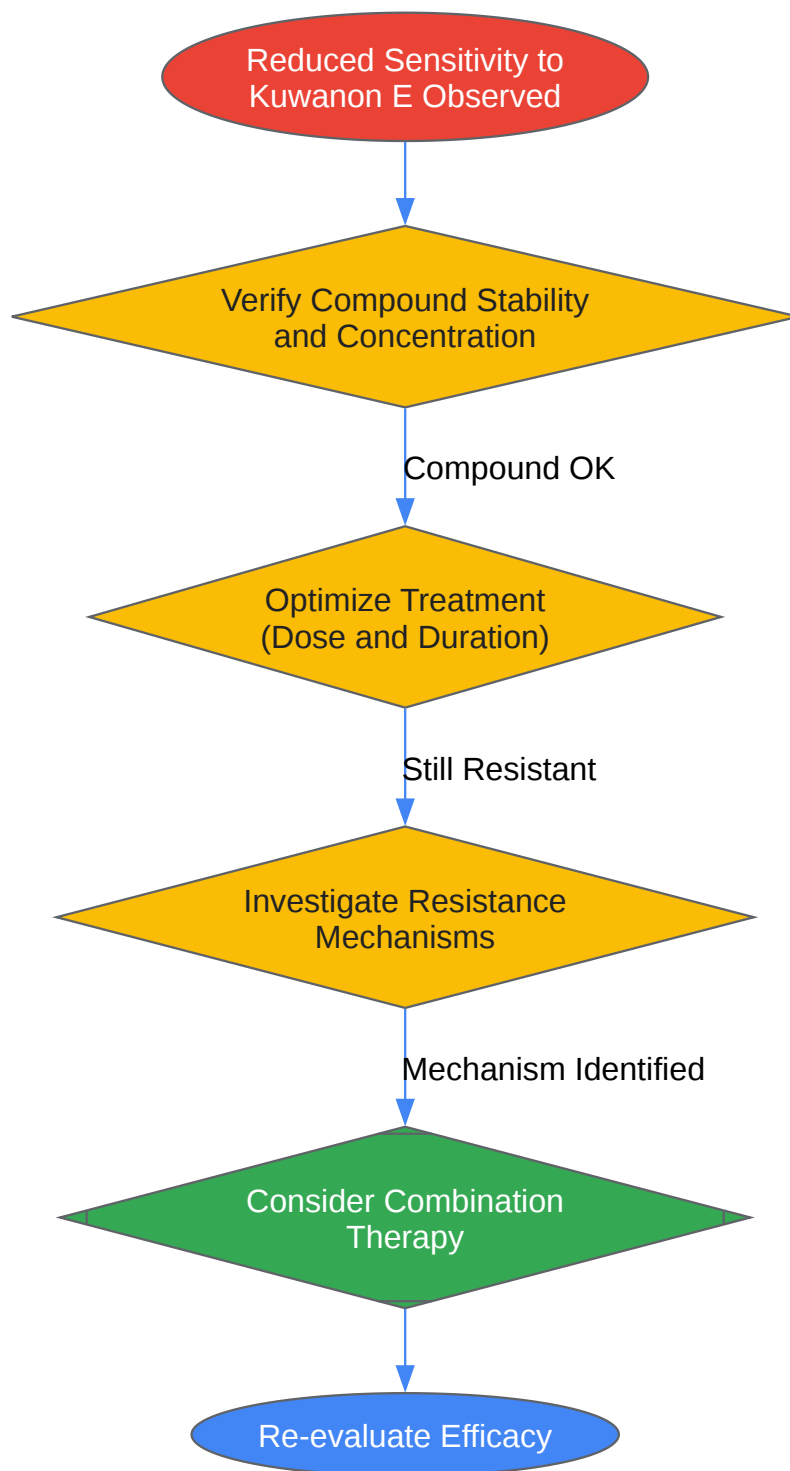 Reduced Sensitivity to
Kuwanon E Observed
Verify Compound Stability
and Concentration
Compound OK
Optimize Treatment
(Dose and Duration)
Still Resistant
Investigate Resistance
Mechanisms
Mechanism Identified
Consider Combination
Therapy
Re-evaluate Efficacy